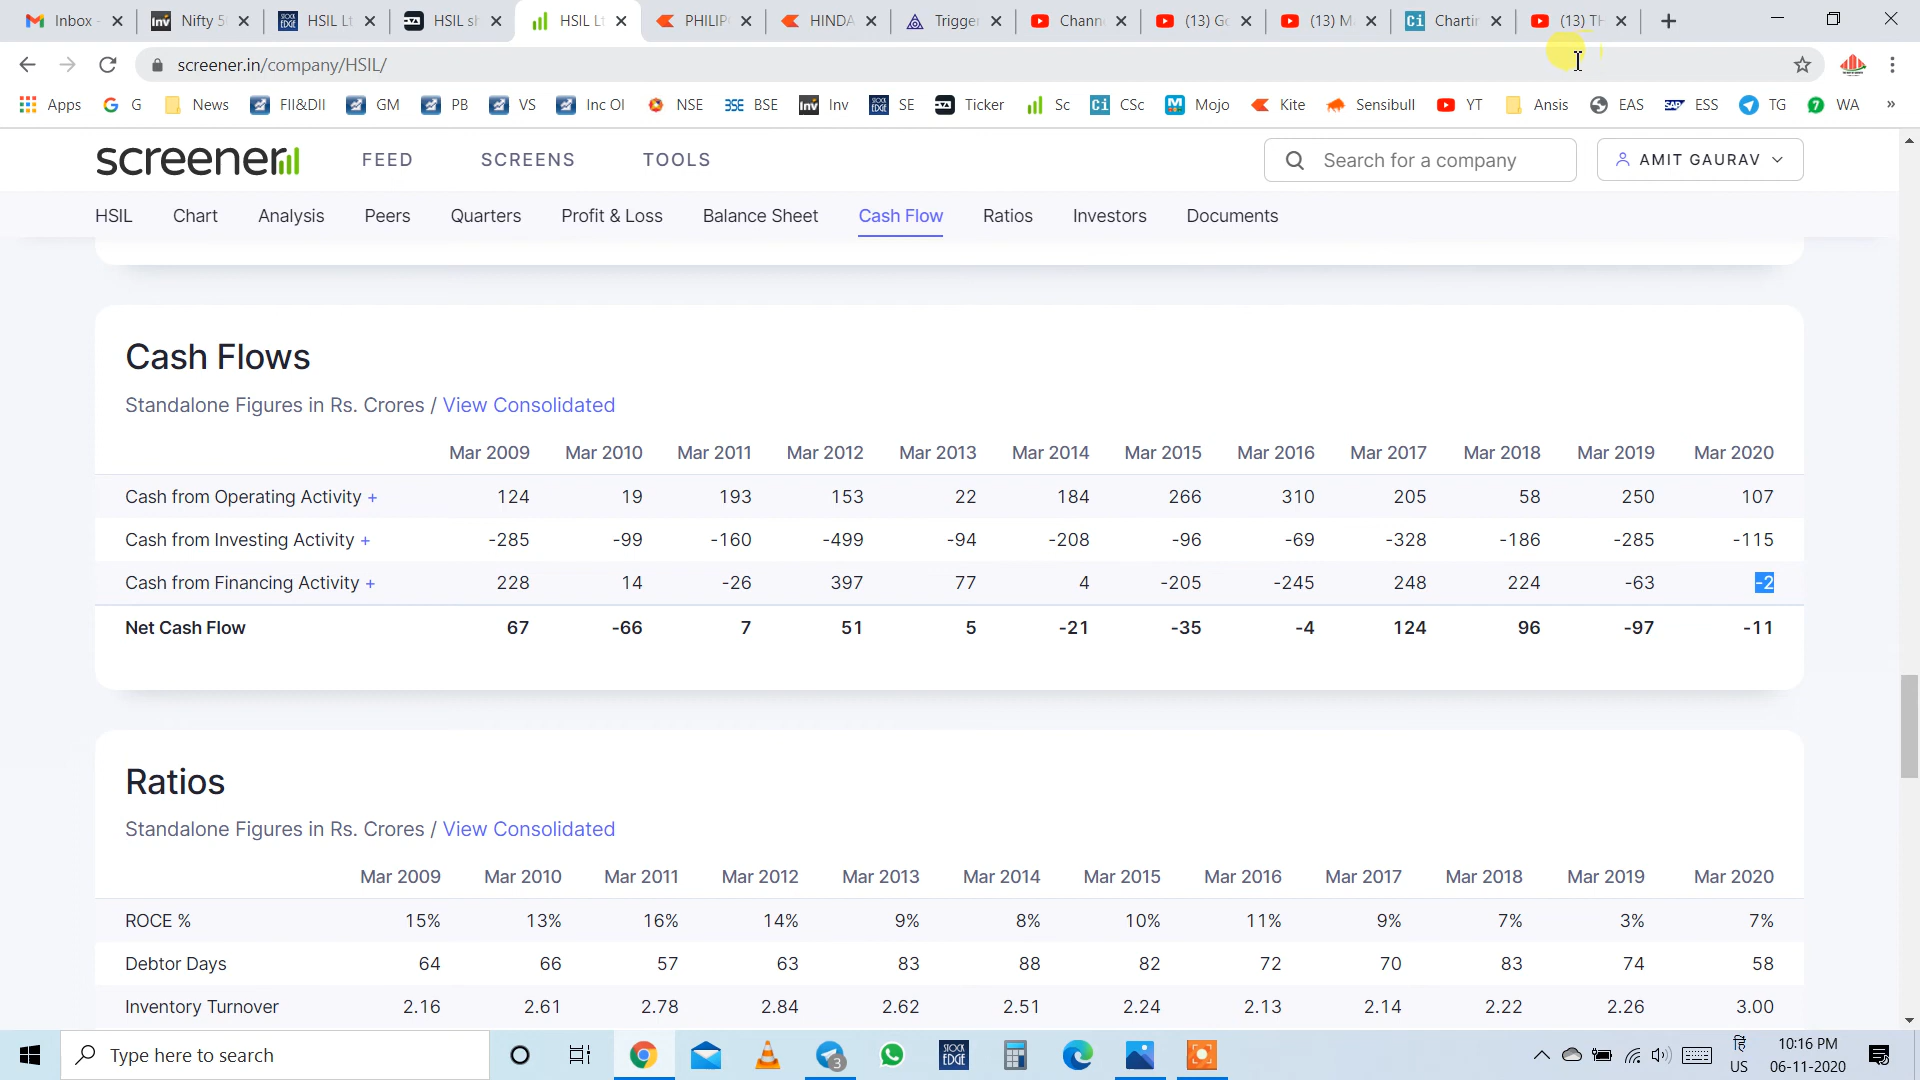 Inbox - Nifty 5 HSIL Lt HSIL sh HSIL Lt PHILIP HINDA Trigger Chann (13) Go (13) M Chartin (13) TH
screener.in/company/HSIL/
Apps G News FII&DII GM PB VS Inc OI NSE BSE Inv SE Ticker Sc CSc Mojo Kite Sensibull YT Ansis EAS ESS TG WA »
screener FEED SCREENS TOOLS Search for a company AMIT GAURAV
HSIL Chart Analysis Peers Quarters Profit & Loss Balance Sheet Cash Flow Ratios Investors Documents
Cash Flows
Standalone Figures in Rs. Crores / View Consolidated
Mar 2009 Mar 2010 Mar 2011 Mar 2012 Mar 2013 Mar 2014 Mar 2015 Mar 2016 Mar 2017 Mar 2018 Mar 2019 Mar 2020
Cash from Operating Activity + 124 19 193 153 22 184 266 310 205 58 250 107
Cash from Investing Activity + -285 -99 -160 -499 -94 -208 -96 -69 -328 -186 -285 -115
Cash from Financing Activity + 228 14 -26 397 77 4 -205 -245 248 224 -63 -2
Net Cash Flow 67 -66 7 51 5 -21 -35 -4 124 96 -97 -11
Ratios
Standalone Figures in Rs. Crores / View Consolidated
Mar 2009 Mar 2010 Mar 2011 Mar 2012 Mar 2013 Mar 2014 Mar 2015 Mar 2016 Mar 2017 Mar 2018 Mar 2019 Mar 2020
ROCE % 15% 13% 16% 14% 9% 8% 10% 11% 9% 7% 3% 7%
Debtor Days 64 66 57 63 83 88 82 72 70 83 74 58
Inventory Turnover 2.16 2.61 2.78 2.84 2.62 2.51 2.24 2.13 2.14 2.22 2.26 3.00
Type here to search 3 STOCK EDGE हि US 10:16 PM 06-11-2020